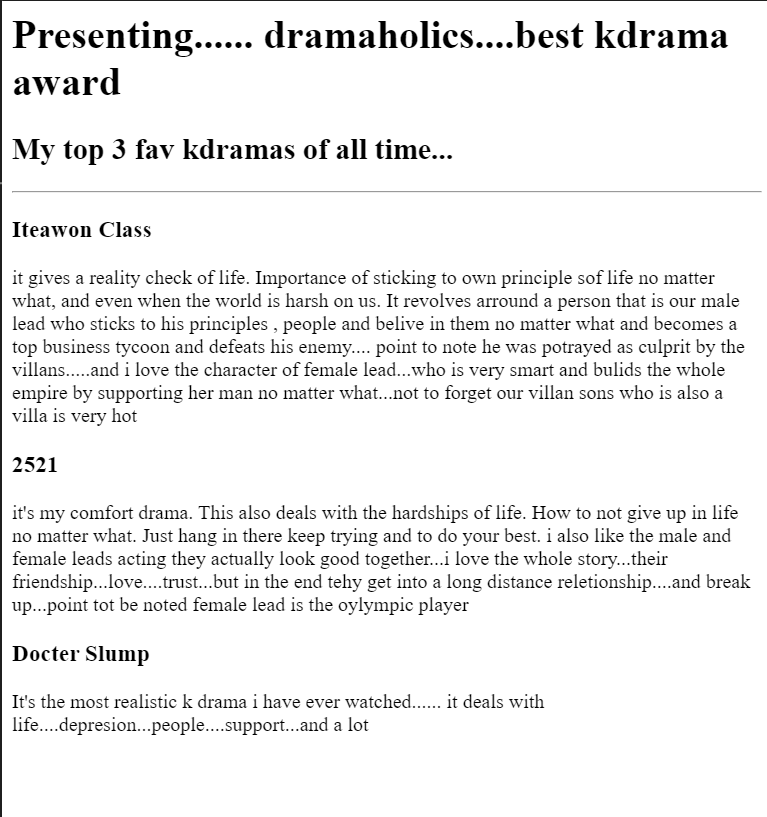 Presenting...... dramaholics....best kdrama
award
My top 3 fav kdramas of all time...
Iteawon Class
it gives a reality check of life. Importance of sticking to own principle sof life no matter
what, and even when the world is harsh on us. It revolves arround a person that is our male
lead who sticks to his principles , people and belive in them no matter what and becomes a
top business tycoon and defeats his enemy.... point to note he was potrayed as culprit by the
villans.....and i love the character of female lead...who is very smart and bulids the whole
empire by supporting her man no matter what...not to forget our villan sons who is also a
villa is very hot
2521
it's my comfort drama. This also deals with the hardships of life. How to not give up in life
no matter what. Just hang in there keep trying and to do your best. i also like the male and
female leads acting they actually look good together...i love the whole story...their
friendship...love....trust...but in the end tehy get into a long distance reletionship....and break
up...point tot be noted female lead is the oylympic player
Docter Slump
It's the most realistic k drama i have ever watched...... it deals with
life....depresion...people....support...and a lot